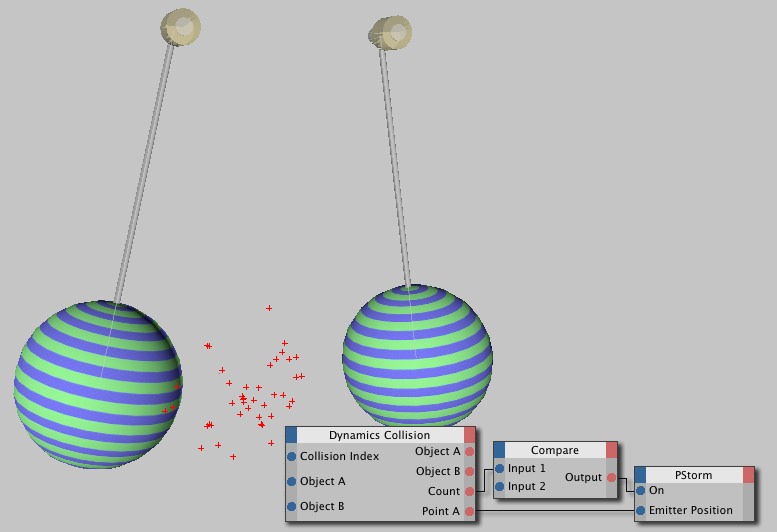 Dynamics Collision
Collision Index
Object A
Object B
Object A
Object B
Count
Point A
Compare
Input 1
Input 2
Output
PStorm
On
Emitter Position